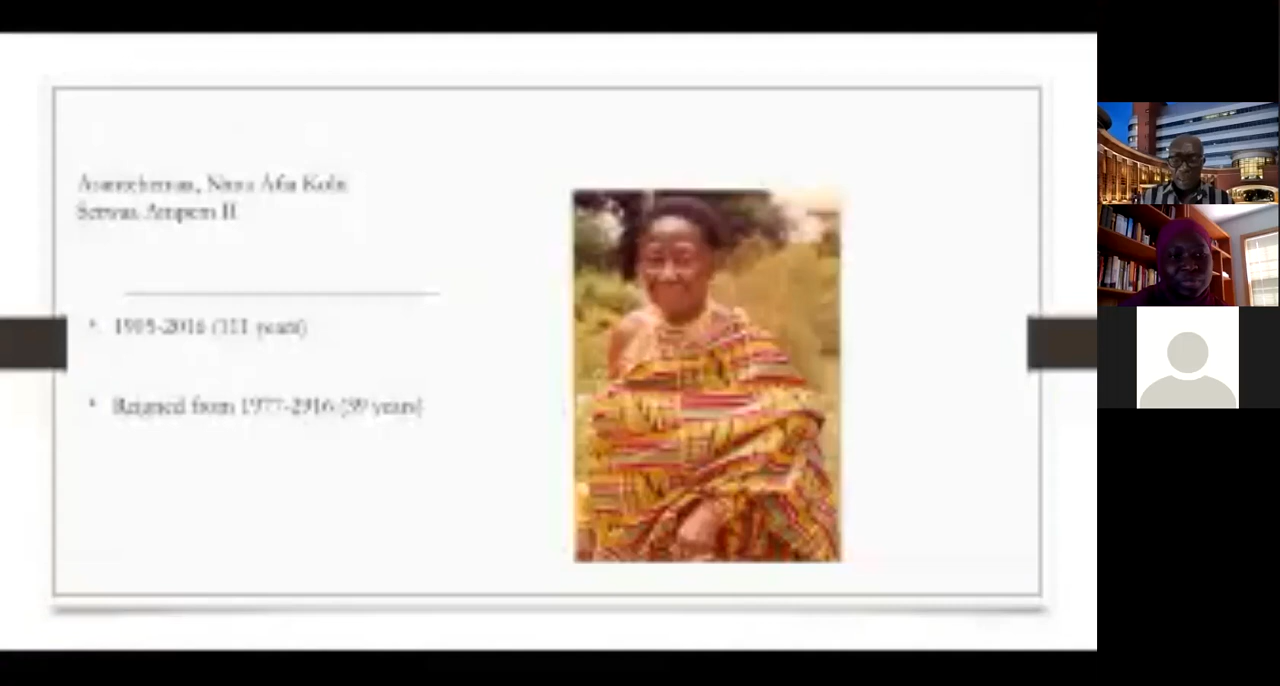 Asantehemaa, Nana Afia Kobi
Serwaa Ampem II
• 1905-2016 (111 years)
• Reigned from 1977-2016 (39 years)